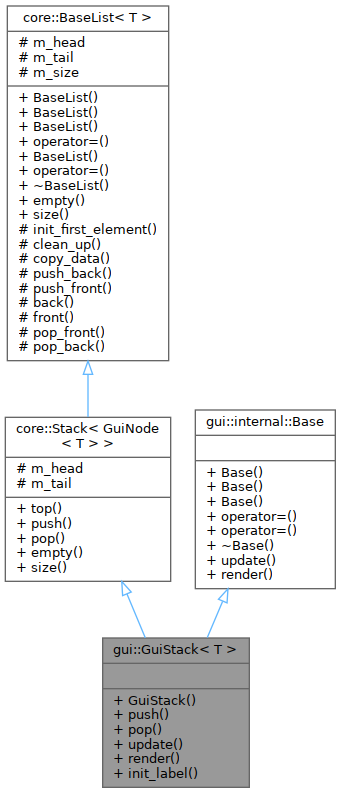 core::BaseList< T >
# m_head
# m_tail
# m_size
+ BaseList()
+ BaseList()
+ BaseList()
+ operator=()
+ BaseList()
+ operator=()
+ ~BaseList()
+ empty()
+ size()
# init_first_element()
# clean_up()
# copy_data()
# push_back()
# push_front()
# back()
# front()
# pop_front()
# pop_back()
core::Stack< GuiNode
< T > >
# m_head
# m_tail
+ top()
+ push()
+ pop()
+ empty()
+ size()
gui::internal::Base
+ Base()
+ Base()
+ Base()
+ operator=()
+ operator=()
+ ~Base()
+ update()
+ render()
gui::GuiStack< T >
+ GuiStack()
+ push()
+ pop()
+ update()
+ render()
+ init_label()